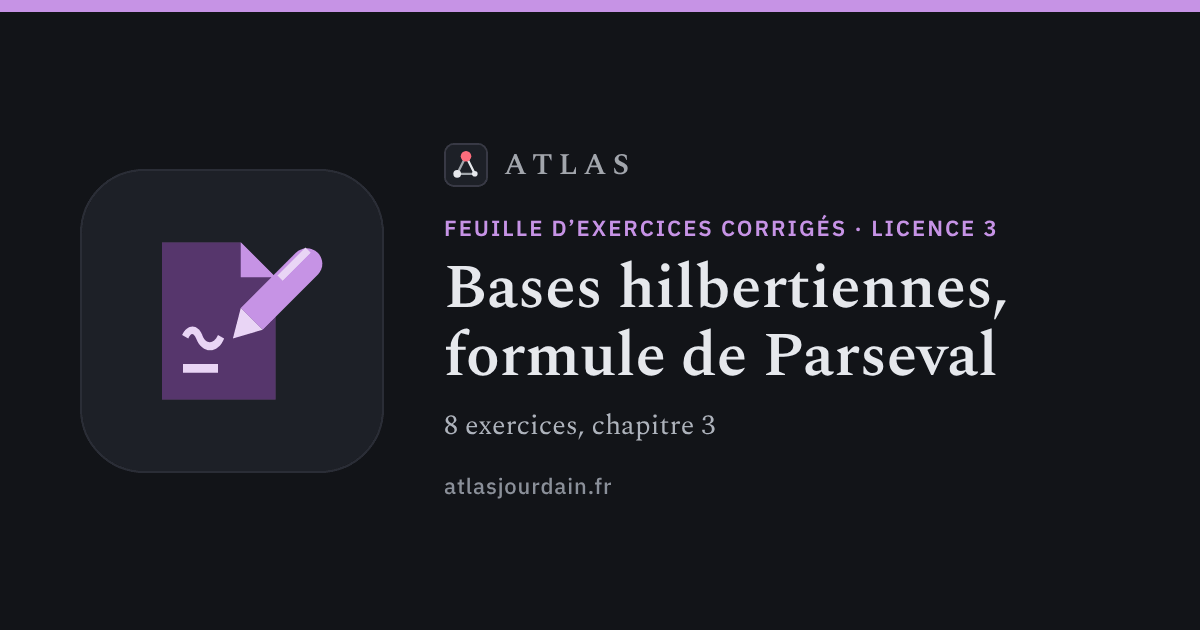 ATLAS
FEUILLE D’EXERCICES CORRIGÉS · LICENCE 3
Bases hilbertiennes,
formule de Parseval
8 exercices, chapitre 3
atlasjourdain.fr